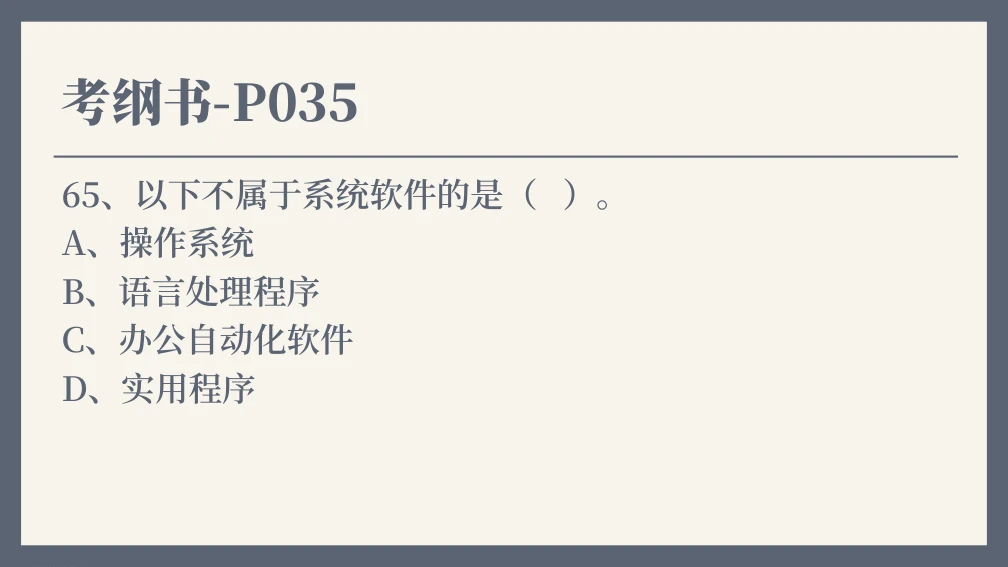 考纲书-P035
65、以下不属于系统软件的是（  ）。
A、操作系统
B、语言处理程序
C、办公自动化软件
D、实用程序